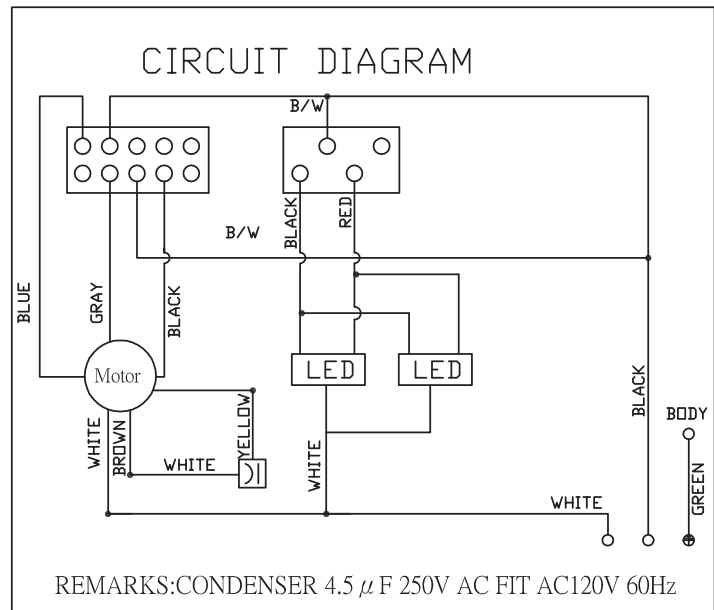 CIRCUIT DIAGRAM
B/W
BLACK
RED
B/W
BLUE
GRAY
BLACK
Motor
LED
LED
WHITE
BROWN
WHITE
YELLOW
WHITE
WHITE
BLACK
BODY
GREEN
REMARKS:CONDENSER 4.5 μ F 250V AC FIT AC120V 60Hz